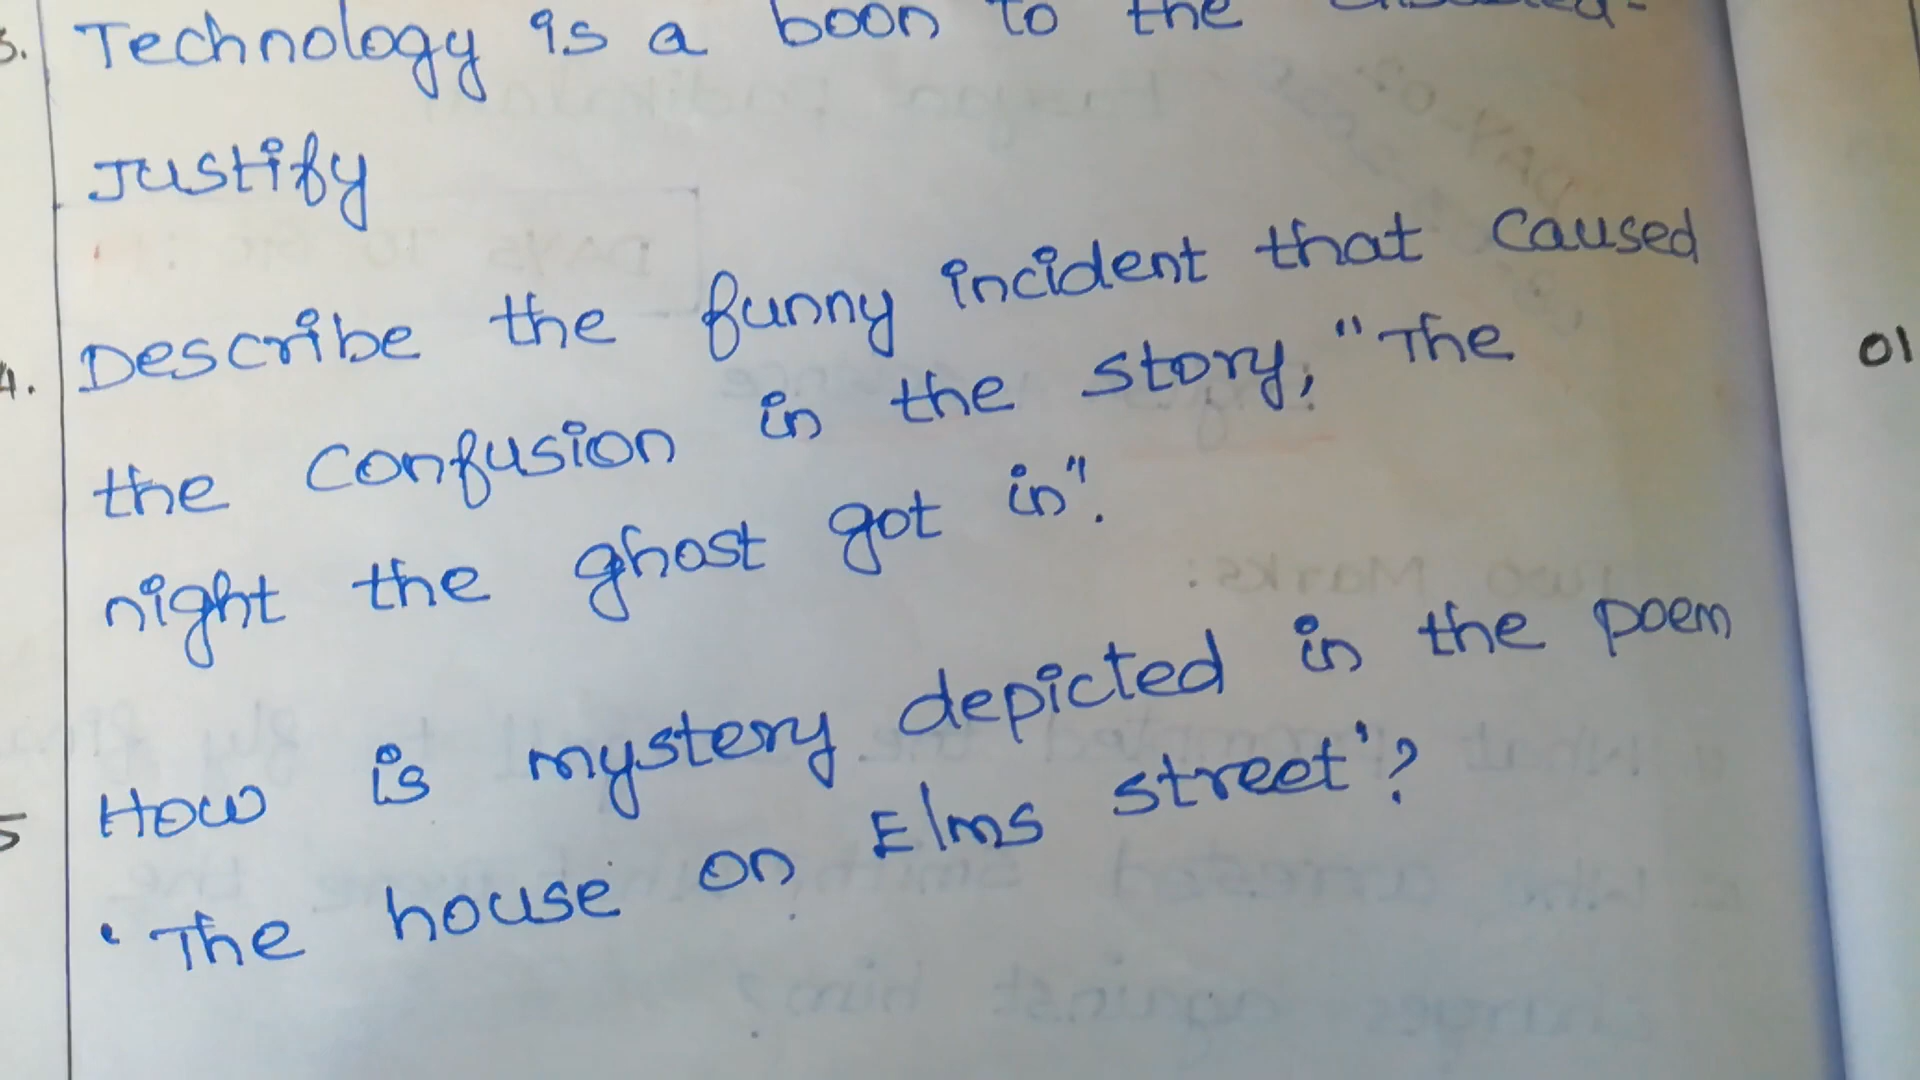 3. Technology is a boon to the disabled.
Justify
4. Describe the funny incident that caused
the confusion in the story, "The
night the ghost got in".
5 How is mystery depicted in the poem
'The house on Elms street'?
01